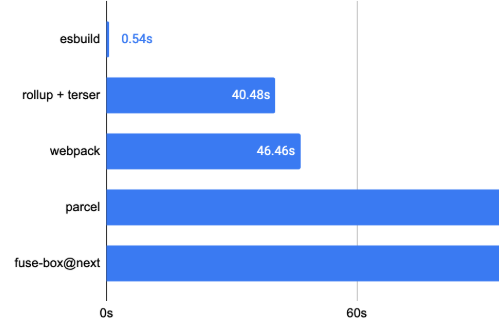 esbuild 0.54s
rollup + terser 40.48s
webpack 46.46s
parcel
fuse-box@next
0s 60s